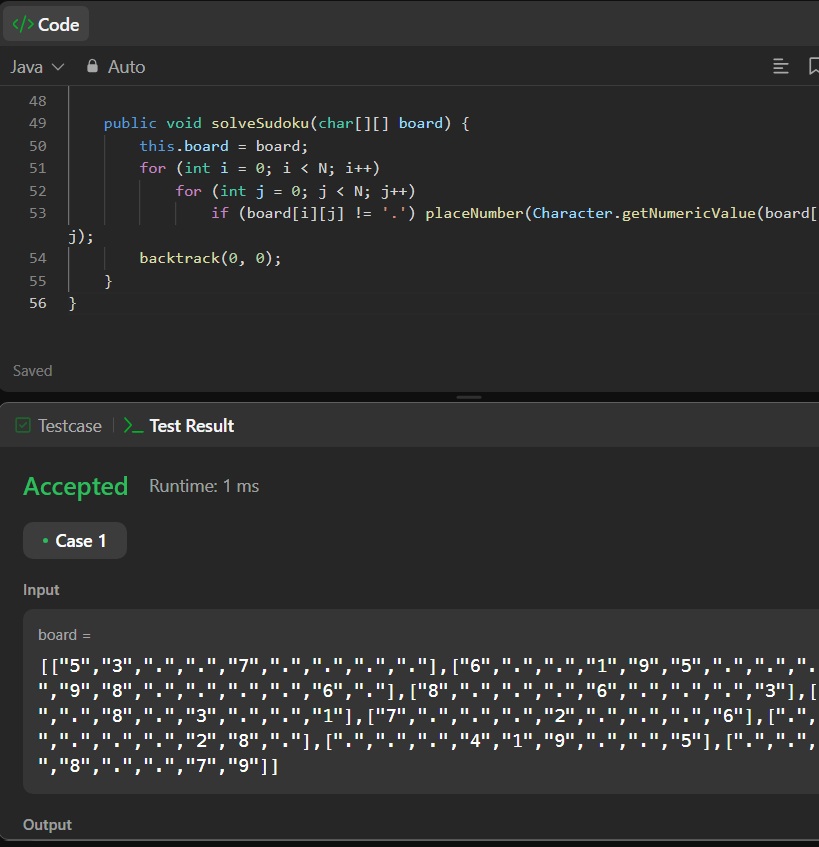 </> Code
Java Auto
48
49 public void solveSudoku(char[][] board) {
50 this.board = board;
51 for (int i = 0; i < N; i++)
52 for (int j = 0; j < N; j++)
53 if (board[i][j] != '.') placeNumber(Character.getNumericValue(board[
j);
54 backtrack(0, 0);
55 }
56 }
Saved
Testcase >_ Test Result
Accepted Runtime: 1 ms
• Case 1
Input
board =
[["5","3",".",".","7",".",".",".","."],["6",".",".","1","9","5",".",".",".
","9","8",".",".",".",".","6","."],["8",".",".",".","6",".",".",".","3"],[
",".","8",".","3",".",".","1"],["7",".",".",".","2",".",".",".","6"],[".",
",".",".",".","2","8","."],[".",".",".","4","1","9",".",".","5"],[".",".",
","8",".",".","7","9"]]
Output